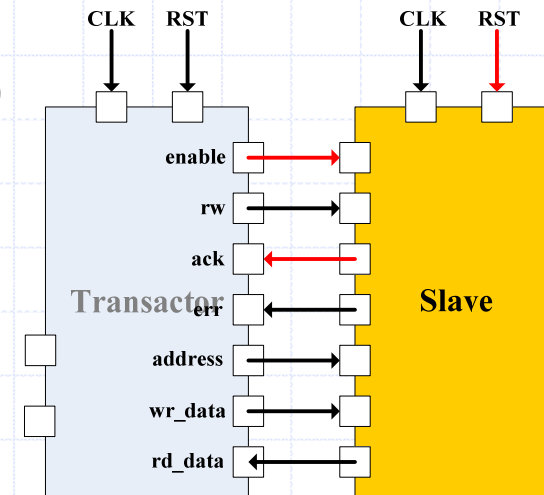 CLK RST CLK RST
enable
rw
ack
Transactor err Slave
address
wr_data
rd_data